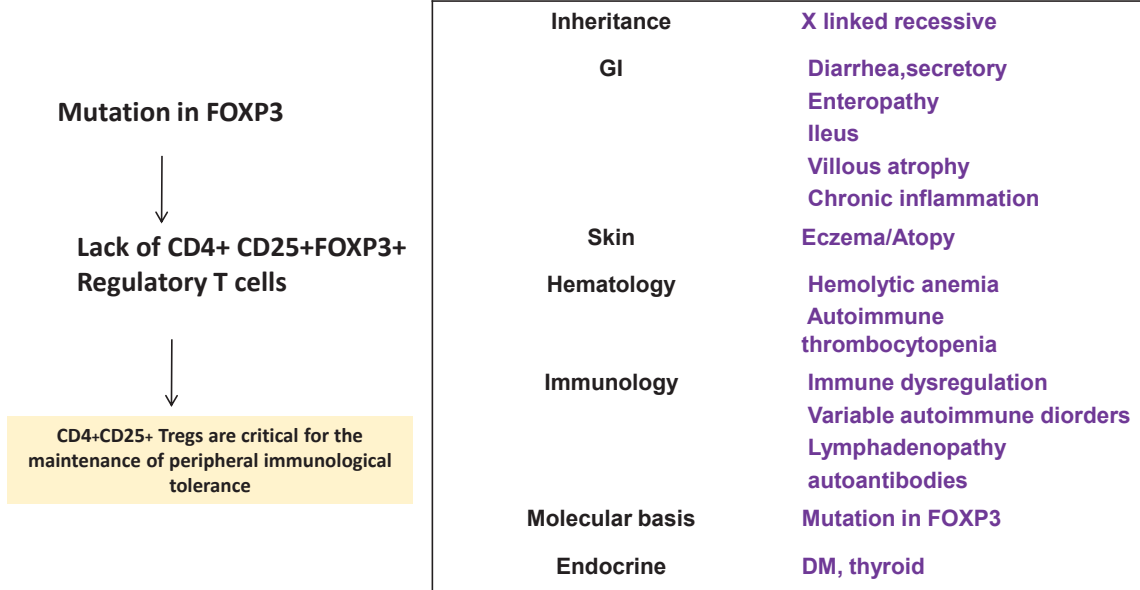 Mutation in FOXP3
Lack of CD4+ CD25+FOXP3+
Regulatory T cells
CD4+CD25+ Tregs are critical for the
maintenance of peripheral immunological
tolerance
Inheritance X linked recessive
GI Diarrhea,secretory
Enteropathy
Ileus
Villous atrophy
Chronic inflammation
Skin Eczema/Atopy
Hematology Hemolytic anemia
Autoimmune
thrombocytopenia
Immunology Immune dysregulation
Variable autoimmune diorders
Lymphadenopathy
autoantibodies
Molecular basis Mutation in FOXP3
Endocrine DM, thyroid